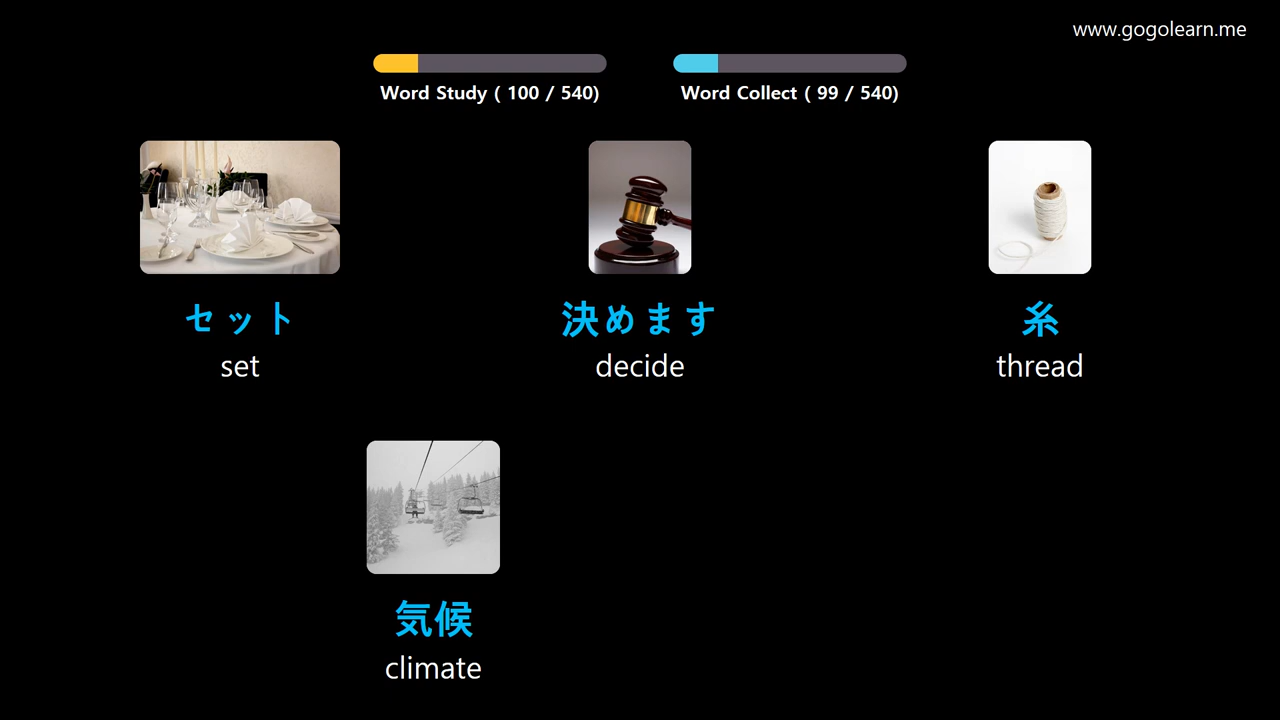 www.gogolearn.me
Word Study ( 100 / 540)
Word Collect ( 99 / 540)
セット
set
決めます
decide
糸
thread
気候
climate